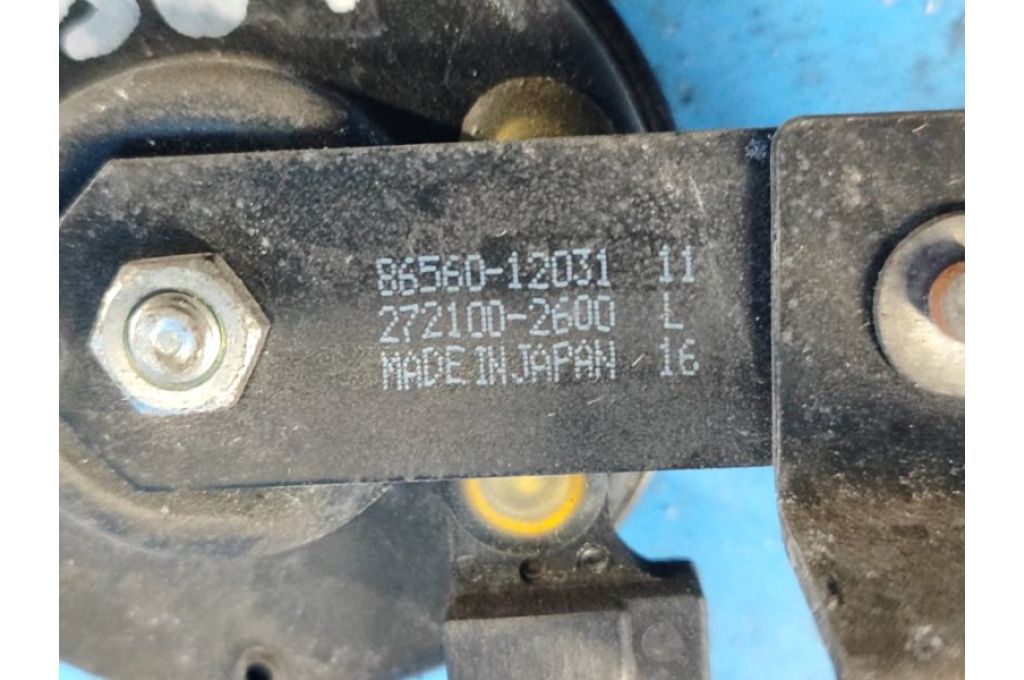 86560-12031 11
272100-2600 L
MADE IN JAPAN 16